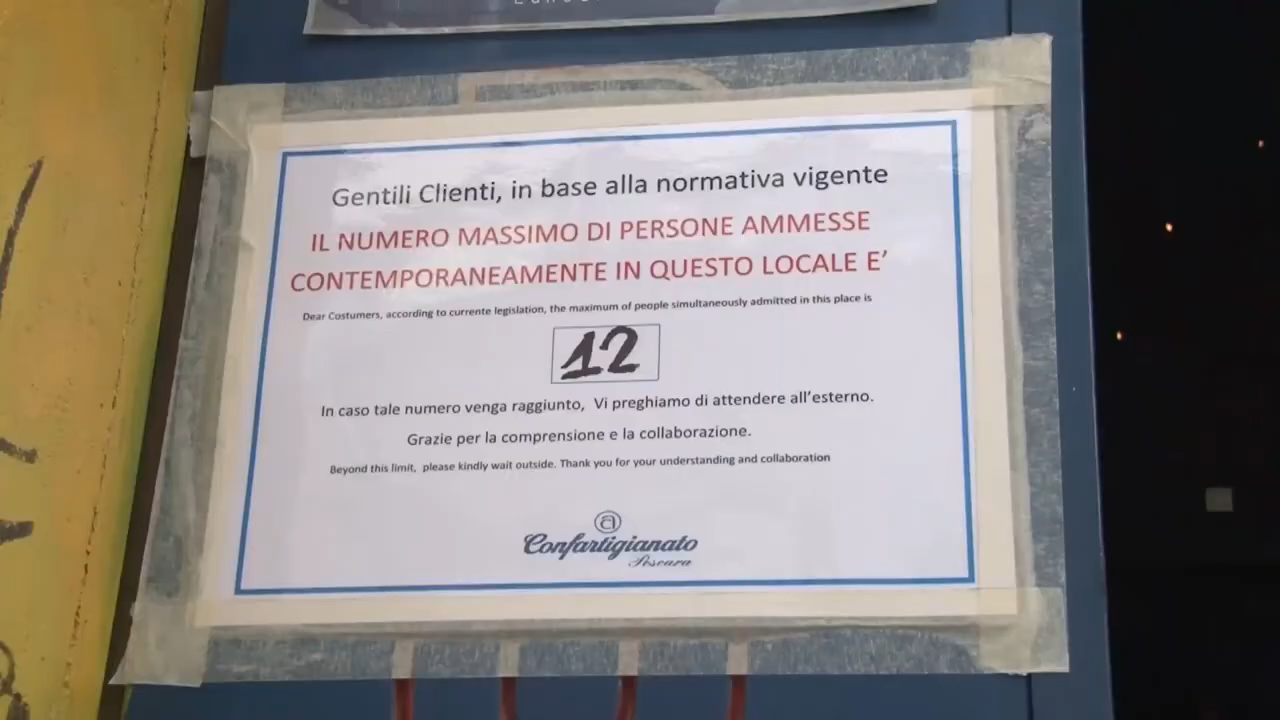 Gentili Clienti, in base alla normativa vigente
IL NUMERO MASSIMO DI PERSONE AMMESSE
CONTEMPORANEAMENTE IN QUESTO LOCALE E'
Dear Costumers, according to currente legislation, the maximum of people simultaneously admitted in this place is
12
In caso tale numero venga raggiunto, Vi preghiamo di attendere all'esterno.
Grazie per la comprensione e la collaborazione.
Beyond this limit, please kindly wait outside. Thank you for your understanding and collaboration
Confartigianato
Pescara